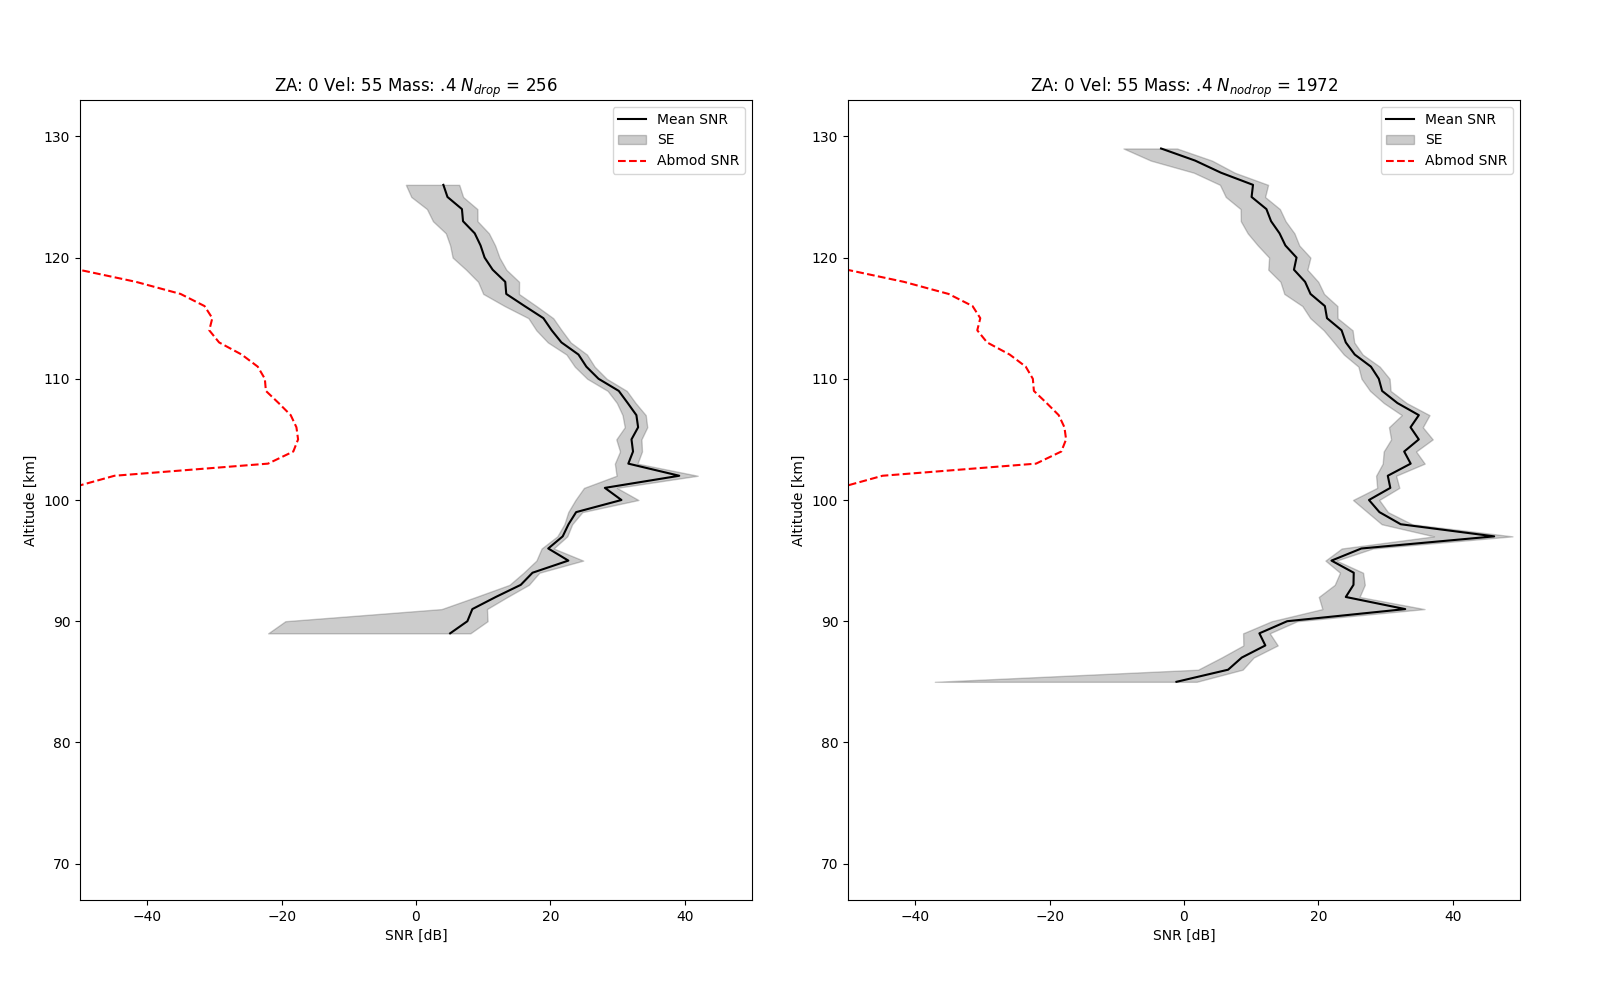 ZA: 0 Vel: 55 Mass: .4 N_drop = 256
Mean SNR
SE
Abmod SNR
130
120
110
100
90
80
70
Altitude [km]
−40
−20
0
20
40
SNR [dB]
ZA: 0 Vel: 55 Mass: .4 N_nodrop = 1972
Mean SNR
SE
Abmod SNR
130
120
110
100
90
80
70
Altitude [km]
−40
−20
0
20
40
SNR [dB]